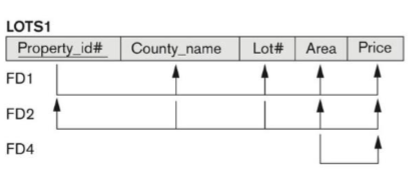 LOTS1
Property_id# County_name Lot# Area Price
FD1
FD2
FD4